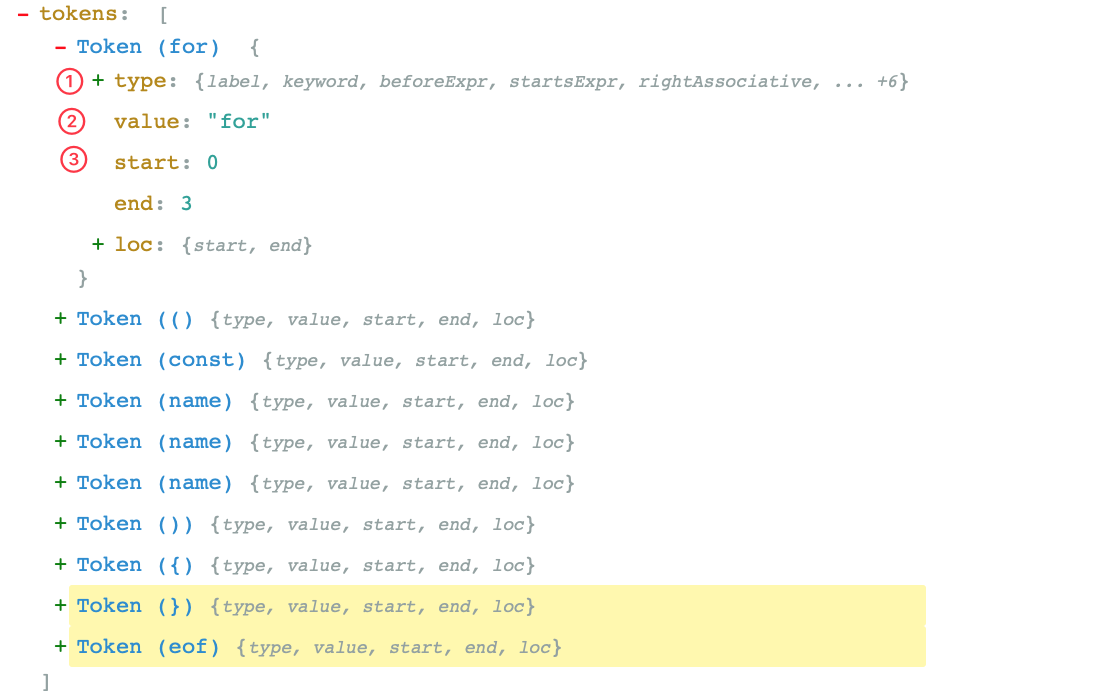 − tokens: [
− Token (for) {
① + type: {label, keyword, beforeExpr, startsExpr, rightAssociative, ... +6}
② value: "for"
③ start: 0
end: 3
+ loc: {start, end}
}
+ Token (() {type, value, start, end, loc}
+ Token (const) {type, value, start, end, loc}
+ Token (name) {type, value, start, end, loc}
+ Token (name) {type, value, start, end, loc}
+ Token (name) {type, value, start, end, loc}
+ Token ()) {type, value, start, end, loc}
+ Token ({) {type, value, start, end, loc}
+ Token (}) {type, value, start, end, loc}
+ Token (eof) {type, value, start, end, loc}
]